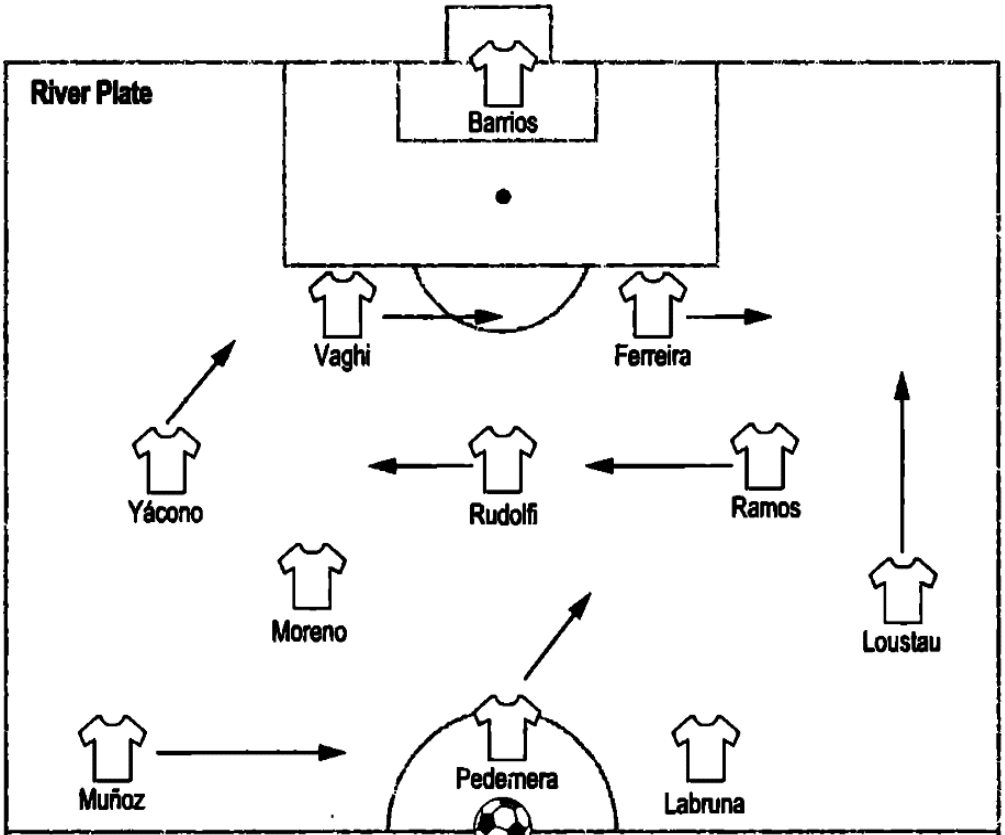 River Plate
Barrios
Vaghi
Ferreira
Yácono
Rudolfi
Ramos
Moreno
Loustau
Muñoz
Pedernera
Labruna